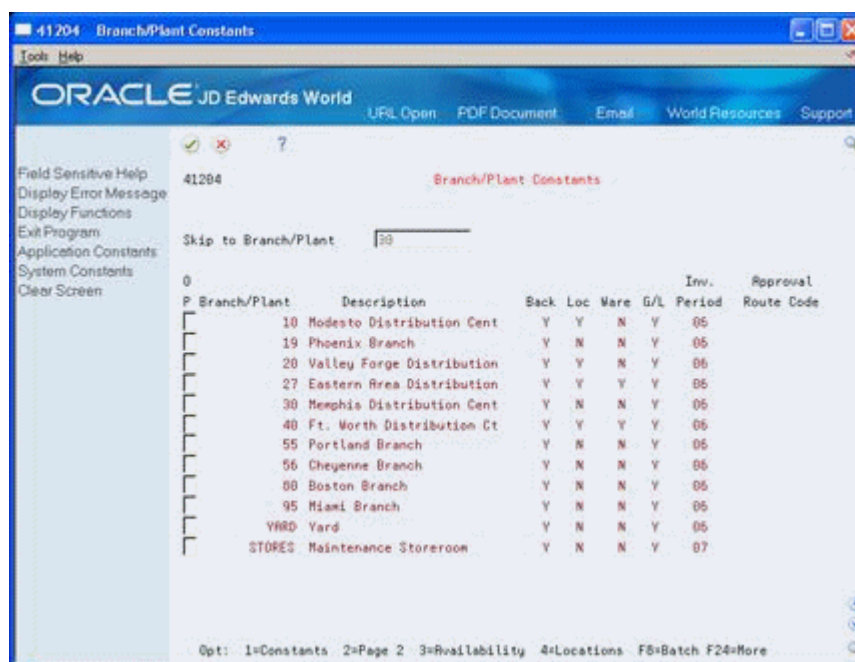 41204 Branch/Plant Constants
Tools Help
ORACLE JD Edwards World
URL Open PDF Document Email World Resources Support
?
Field Sensitive Help
Display Error Message
Display Functions
Exit Program
Application Constants
System Constants
Clear Screen
41204 Branch/Plant Constants
Skip to Branch/Plant 30
O Inv. Approval
P Branch/Plant Description Back Loc Ware G/L Period Route Code
10 Modesto Distribution Cent Y Y N Y 06
19 Phoenix Branch Y N N Y 06
20 Valley Forge Distribution Y Y N Y 06
27 Eastern Area Distribution Y Y Y Y 06
30 Memphis Distribution Cent Y N N Y 06
40 Ft. Worth Distribution Ct Y Y Y Y 06
55 Portland Branch Y N N Y 06
56 Cheyenne Branch Y N N Y 06
80 Boston Branch Y N N Y 06
95 Miami Branch Y N N Y 06
YARD Yard Y N N Y 06
STORES Maintenance Storeroom Y N N Y 07
Opt: 1=Constants 2=Page 2 3=Availability 4=Locations F8=Batch F24=More